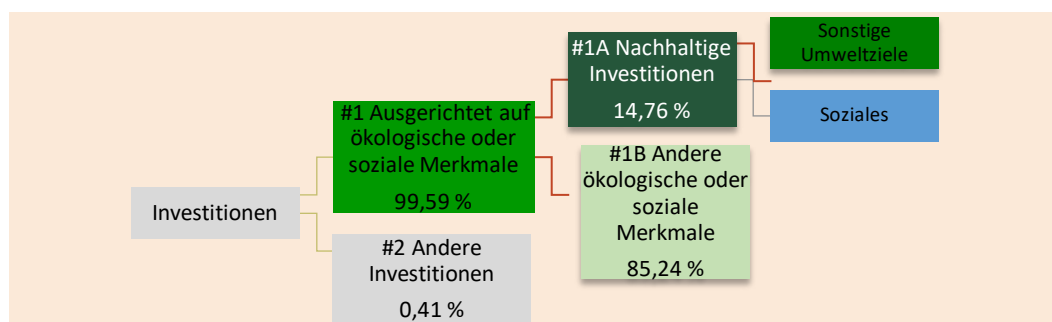 Investitionen
#1 Ausgerichtet auf
ökologische oder
soziale Merkmale
99,59 %
#2 Andere
Investitionen
0,41 %
#1A Nachhaltige
Investitionen
14,76 %
#1B Andere
ökologische oder
soziale
Merkmale
85,24 %
Sonstige
Umweltziele
Soziales